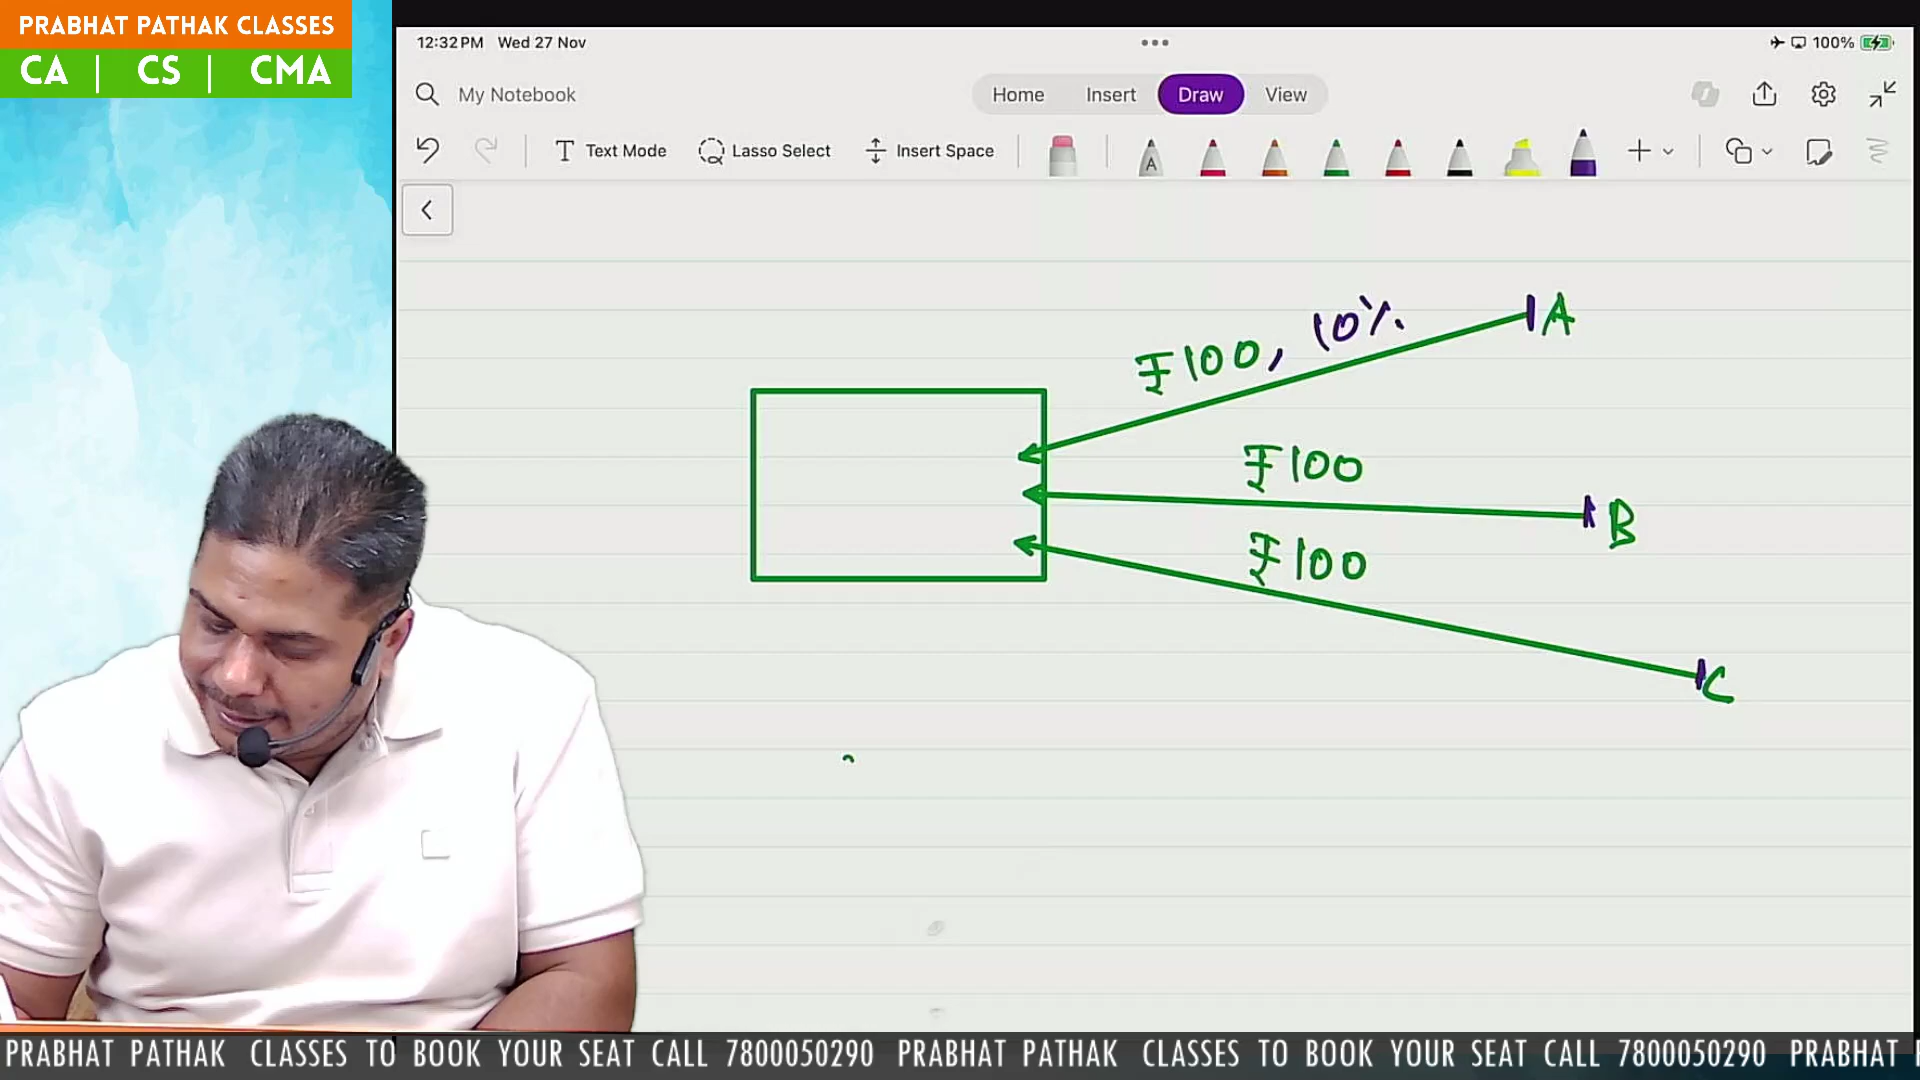 PRABHAT PATHAK CLASSES
CA | CS | CMA
12:32 PM Wed 27 Nov
100%
My Notebook
Home Insert Draw View
Text Mode Lasso Select Insert Space
A
₹100, 10%
A
₹100
B
₹100
C
PRABHAT PATHAK CLASSES TO BOOK YOUR SEAT CALL 7800050290 PRABHAT PATHAK CLASSES TO BOOK YOUR SEAT CALL 7800050290 PRABHAT